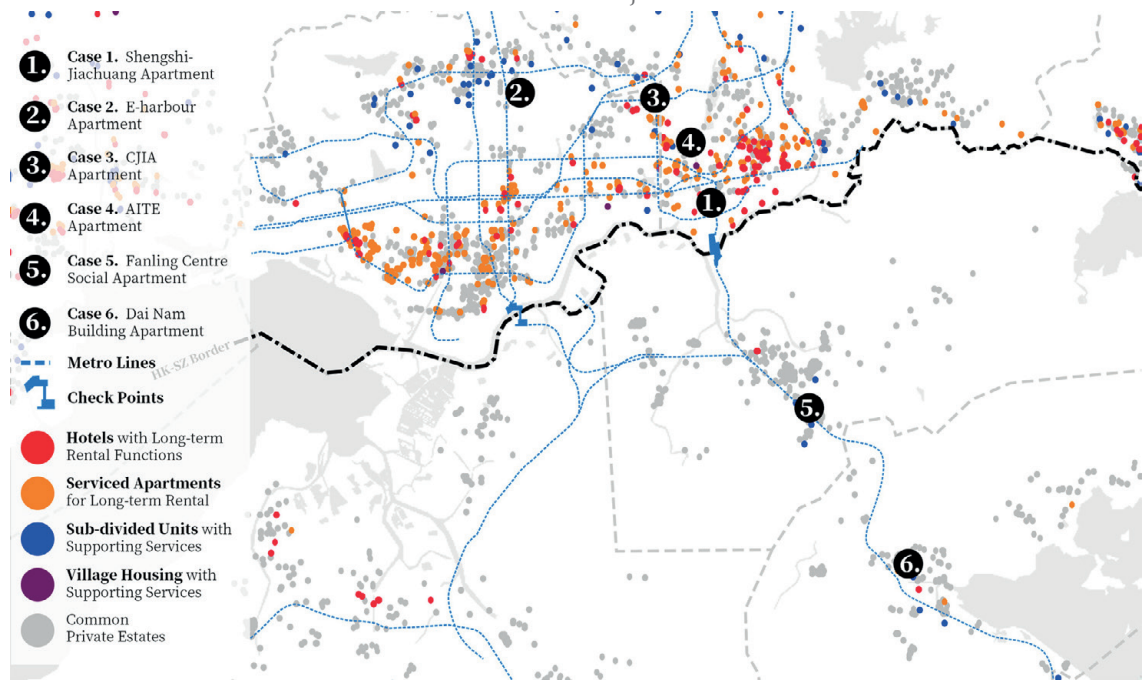 1. Case 1. Shengshi-
Jiachuang Apartment
2. Case 2. E-harbour
Apartment
3. Case 3. CJIA
Apartment
4. Case 4. AITE
Apartment
5. Case 5. Fanling Centre
Social Apartment
6. Case 6. Dai Nam
Building Apartment
HK-SZ Border
Metro Lines
Check Points
Hotels with Long-term
Rental Functions
Serviced Apartments
for Long-term Rental
Sub-divided Units with
Supporting Services
Village Housing with
Supporting Services
Common
Private Estates
2.
3.
4.
1.
5.
6.